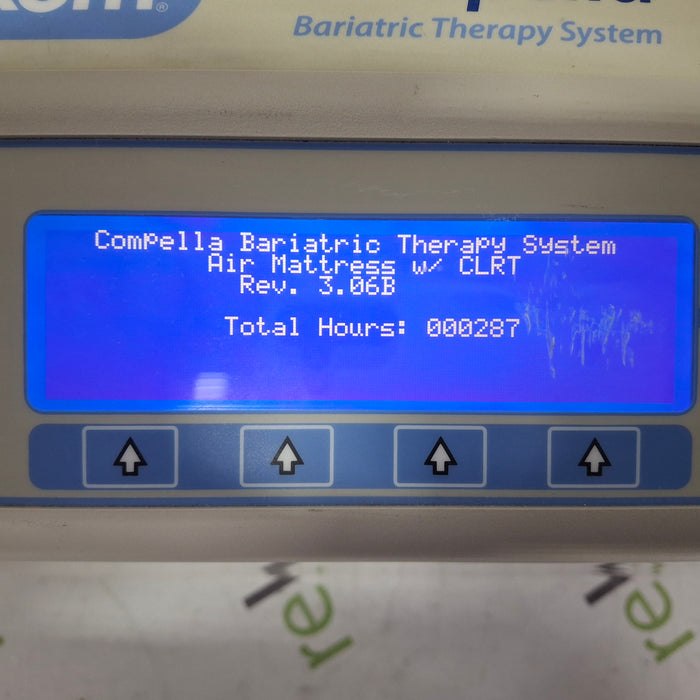 Bariatric Therapy System
Compella Bariatric Therapy System
Air Mattress w/ CLRT
Rev. 3.06B
Total Hours: 000287